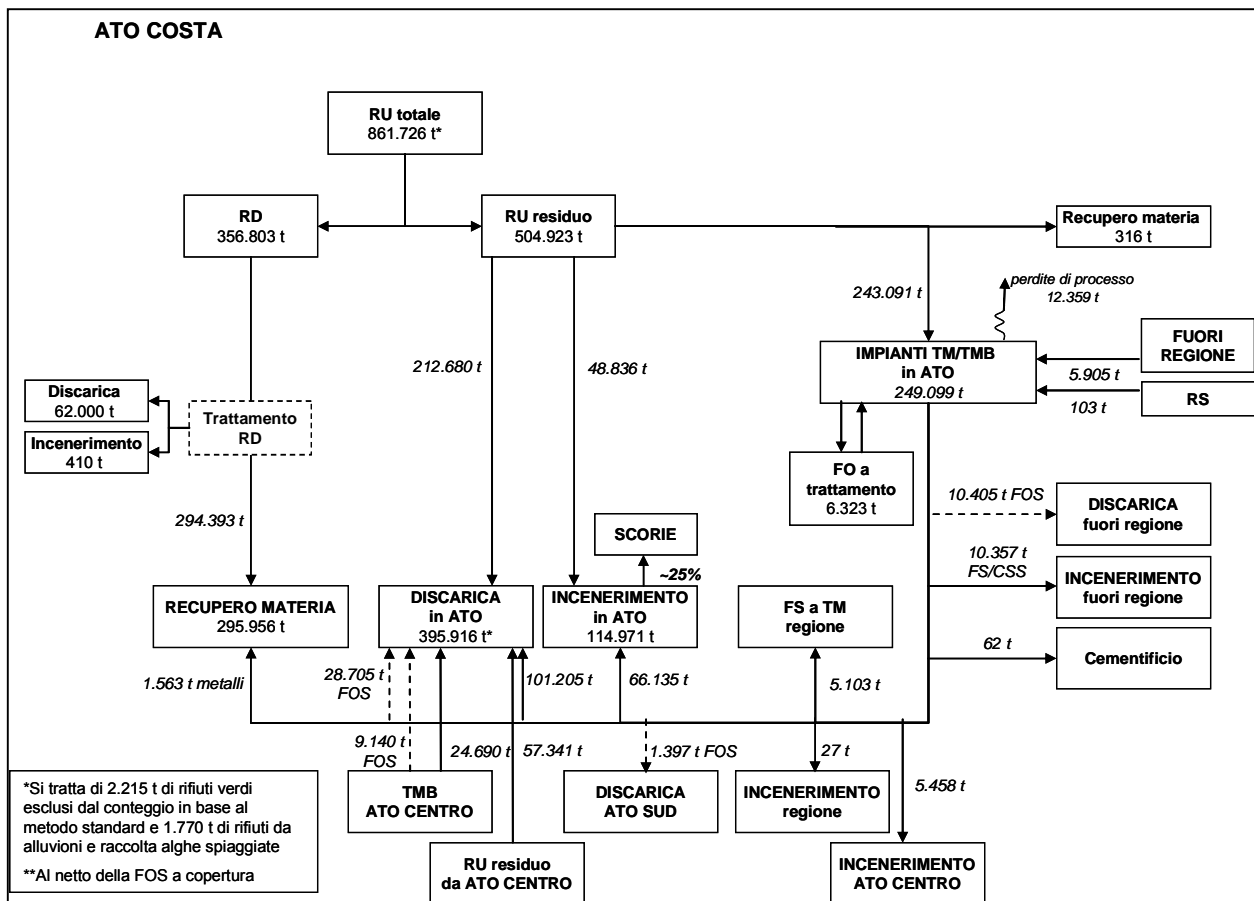 ATO COSTA
RU totale
861.726 t*
RD
356.803 t
RU residuo
504.923 t
Recupero materia
316 t
perdite di processo
12.359 t
243.091 t
FUORI
REGIONE
IMPIANTI TM/TMB
in ATO
249.099 t
5.905 t
RS
103 t
212.680 t
48.836 t
Discarica
62.000 t
Incenerimento
410 t
Trattamento
RD
FO a
trattamento
6.323 t
10.405 t FOS
DISCARICA
fuori regione
294.393 t
SCORIE
~25%
10.357 t
FS/CSS
INCENERIMENTO
fuori regione
RECUPERO MATERIA
295.956 t
DISCARICA
in ATO
395.916 t*
INCENERIMENTO
in ATO
114.971 t
FS a TM
regione
62 t
Cementificio
1.563 t metalli
28.705 t
FOS
101.205 t
66.135 t
5.103 t
9.140 t
FOS
24.690 t
57.341 t
1.397 t FOS
27 t
5.458 t
TMB
ATO CENTRO
DISCARICA
ATO SUD
INCENERIMENTO
regione
RU residuo
da ATO CENTRO
INCENERIMENTO
ATO CENTRO
*Si tratta di 2.215 t di rifiuti verdi
esclusi dal conteggio in base al
metodo standard e 1.770 t di rifiuti da
alluvioni e raccolta alghe spiaggiate
**Al netto della FOS a copertura